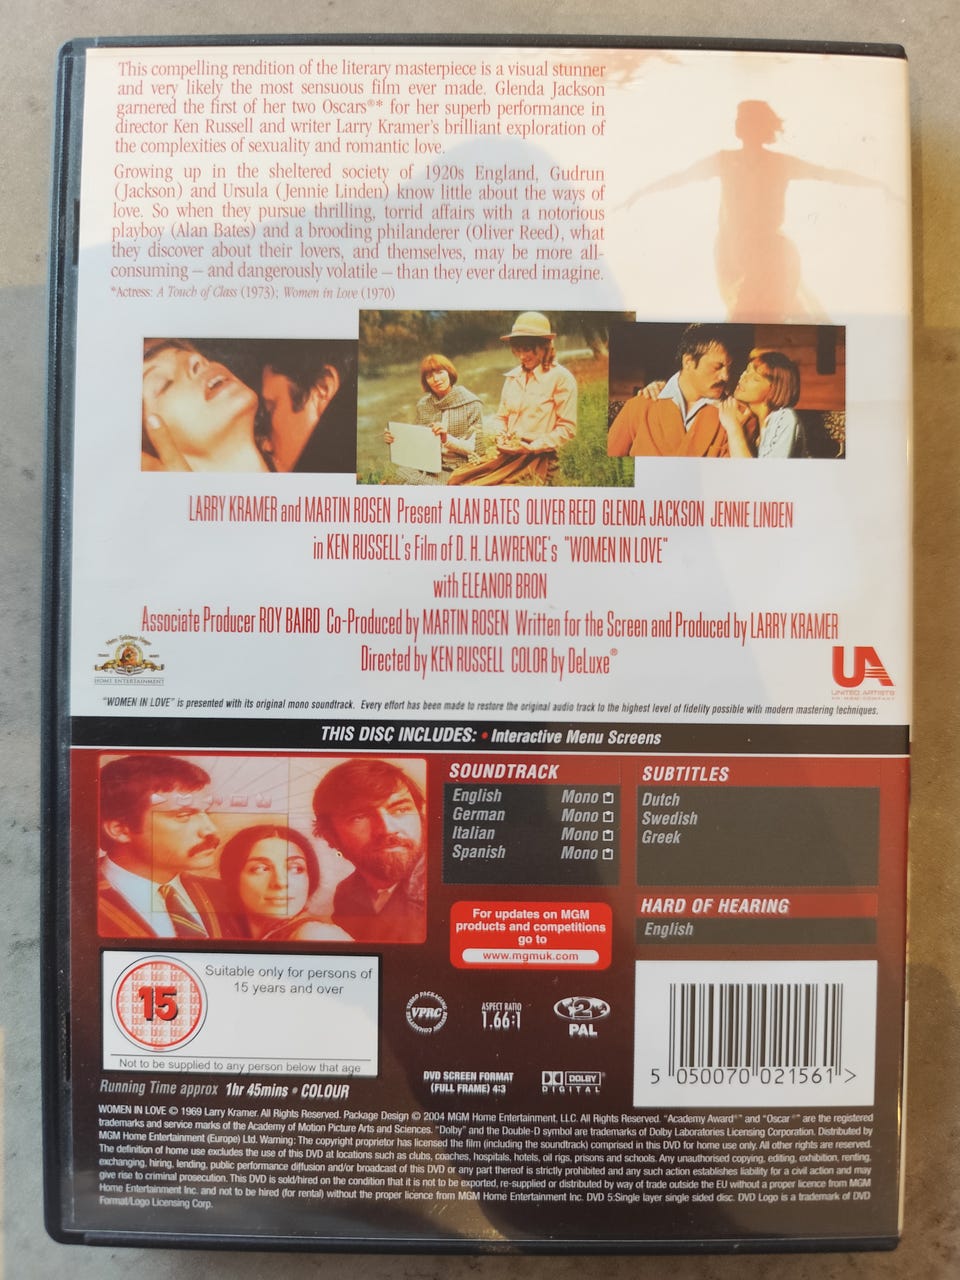 This compelling rendition of the literary masterpiece is a visual stunner
and very likely the most sensuous film ever made. Glenda Jackson
garnered the first of her two Oscars®* for her superb performance in
director Ken Russell and writer Larry Kramer's brilliant exploration of
the complexities of sexuality and romantic love.
Growing up in the sheltered society of 1920s England, Gudrun
(Jackson) and Ursula (Jennie Linden) know little about the ways of
love. So when they pursue thrilling, torrid affairs with a notorious
playboy (Alan Bates) and a brooding philanderer (Oliver Reed), what
they discover about their lovers, and themselves, may be more all-
consuming – and dangerously volatile – than they ever dared imagine.
*Actress: A Touch of Class (1973); Women in Love (1970)
LARRY KRAMER and MARTIN ROSEN Present ALAN BATES OLIVER REED GLENDA JACKSON JENNIE LINDEN
in KEN RUSSELL's Film of D. H. LAWRENCE's "WOMEN IN LOVE"
with ELEANOR BRON
Associate Producer ROY BAIRD Co-Produced by MARTIN ROSEN Written for the Screen and Produced by LARRY KRAMER
Directed by KEN RUSSELL COLOR by DeLuxe®
HOME ENTERTAINMENT
UA
UNITED ARTISTS
AN MGM COMPANY
"WOMEN IN LOVE" is presented with its original mono soundtrack. Every effort has been made to restore the original audio track to the highest level of fidelity possible with modern mastering techniques.
THIS DISC INCLUDES: • Interactive Menu Screens
SOUNDTRACK
English Mono
German Mono
Italian Mono
Spanish Mono
SUBTITLES
Dutch
Swedish
Greek
HARD OF HEARING
English
For updates on MGM
products and competitions
go to
www.mgmuk.com
15
Suitable only for persons of
15 years and over
Not to be supplied to any person below that age
VPRC
ASPECT RATIO
1.66:1
2
PAL
DVD SCREEN FORMAT
(FULL FRAME) 4:3
DOLBY
DIGITAL
5 050070 021561 >
Running Time approx 1hr 45mins • COLOUR
WOMEN IN LOVE © 1969 Larry Kramer. All Rights Reserved. Package Design © 2004 MGM Home Entertainment, LLC. All Rights Reserved. "Academy Award®" and "Oscar®" are the registered
trademarks and service marks of the Academy of Motion Picture Arts and Sciences. "Dolby" and the Double-D symbol are trademarks of Dolby Laboratories Licensing Corporation. Distributed by
MGM Home Entertainment (Europe) Ltd. Warning: The copyright proprietor has licensed the film (including the soundtrack) comprised in this DVD for home use only. All other rights are reserved.
The definition of home use excludes the use of this DVD at locations such as clubs, coaches, hospitals, hotels, oil rigs, prisons and schools. Any unauthorised copying, editing, exhibition, renting,
exchanging, hiring, lending, public performance diffusion and/or broadcast of this DVD or any part thereof is strictly prohibited and any such action establishes liability for a civil action and may
give rise to criminal prosecution. This DVD is sold/hired on the condition that it is not to be exported, re-supplied or distributed by way of trade outside the EU without a proper licence from MGM
Home Entertainment Inc. and not to be hired (for rental) without the proper licence from MGM Home Entertainment Inc. DVD 5:Single layer single sided disc. DVD Logo is a trademark of DVD
Format/Logo Licensing Corp.